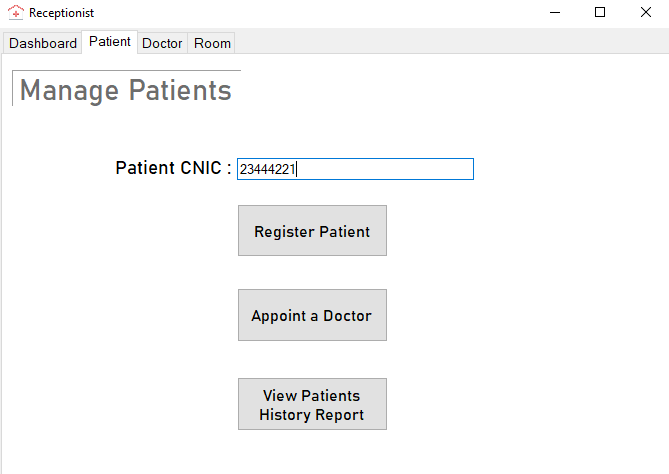 Receptionist
Dashboard Patient Doctor Room
Manage Patients
Patient CNIC : 23444221
Register Patient
Appoint a Doctor
View Patients
History Report